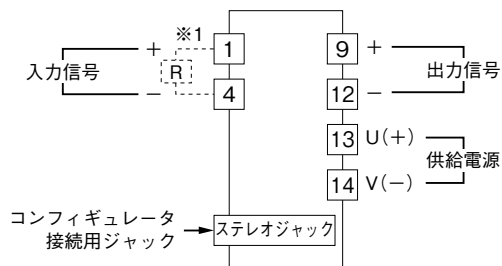 ※1
入力信号
+
R
−
1
4
9 +
12 −
出力信号
13 U(+)
14 V(−)
供給電源
コンフィギュレータ
接続用ジャック
ステレオジャック